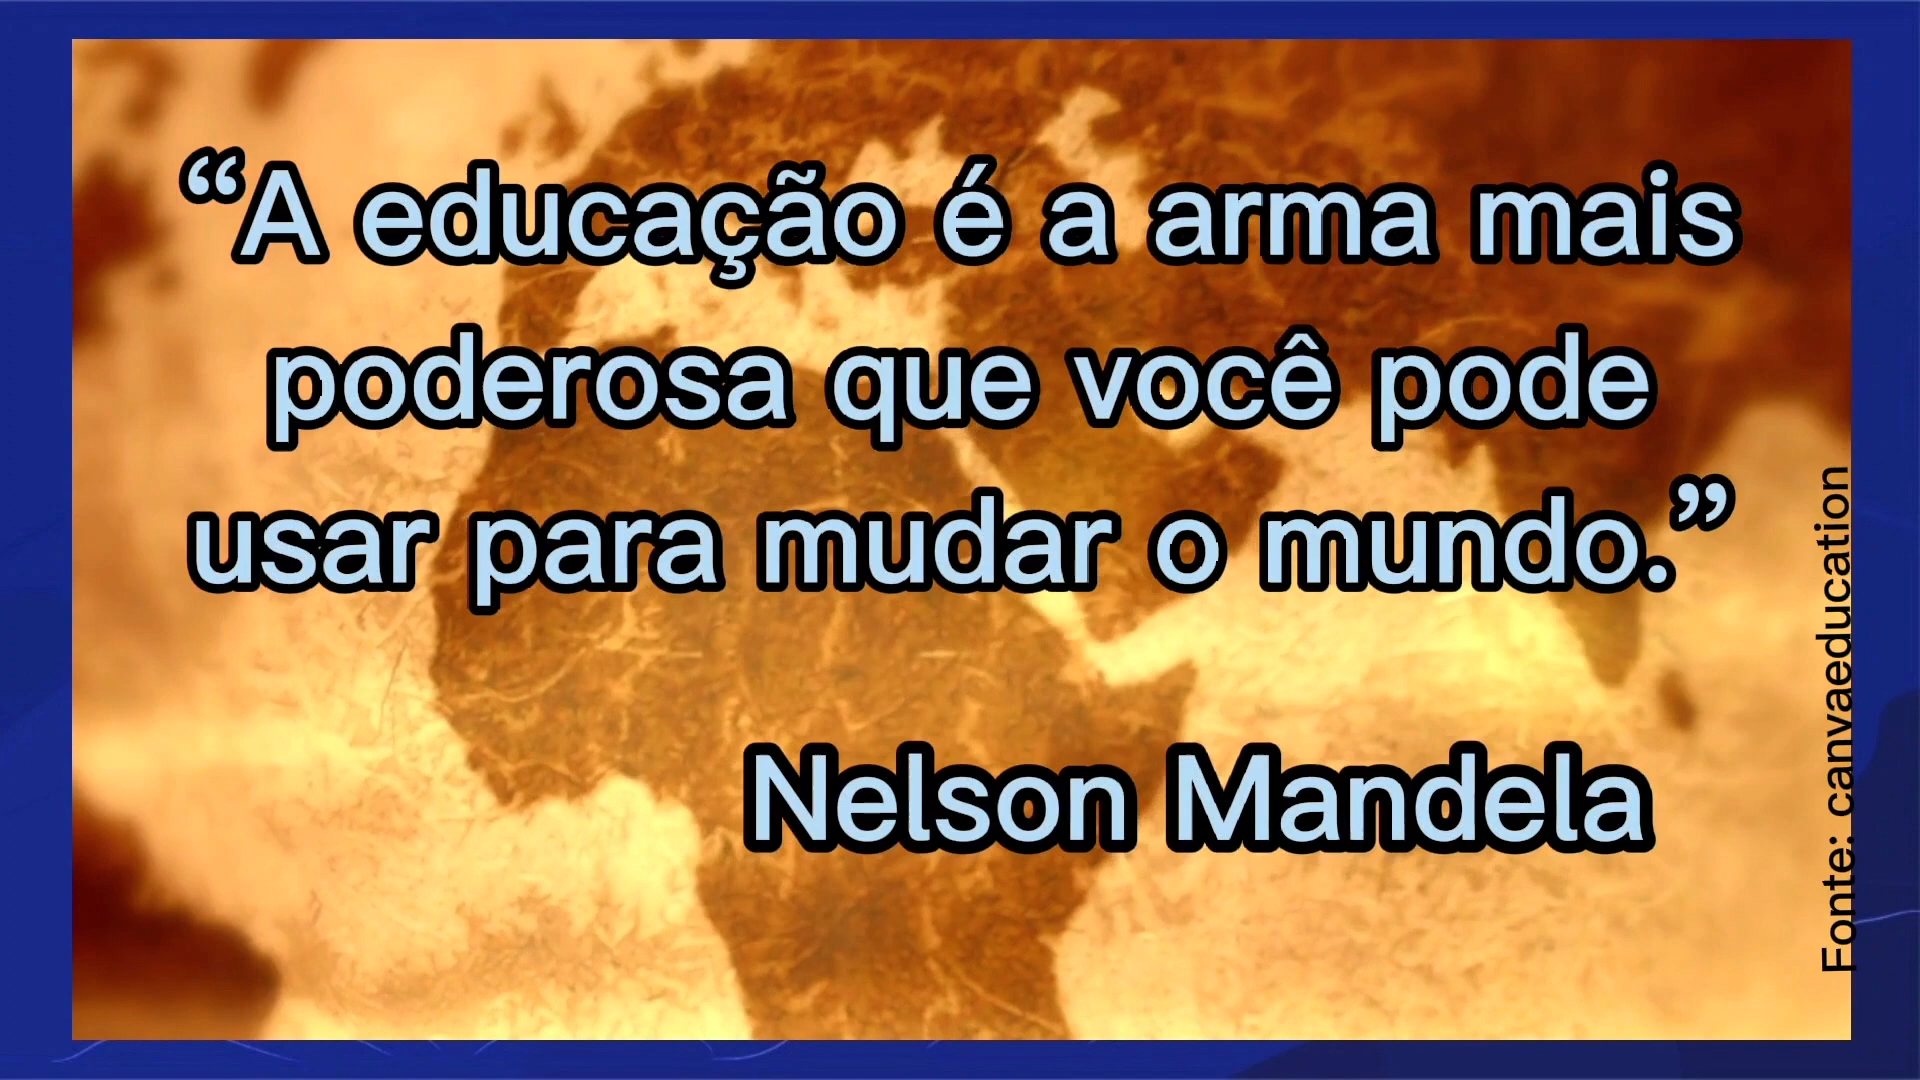 “A educação é a arma mais
poderosa que você pode
usar para mudar o mundo.”
Nelson Mandela
Fonte: canvaeducation